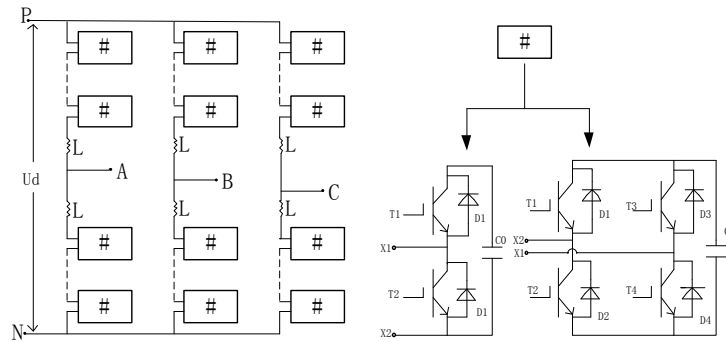 P
# # #
# # #
L L L
Ud
A
B
C
L L L
# # #
# # #
N
#
T1
D1
C0
X1
T2
D1
X2
T1
D1
T3
D3
X2
X1
C
T2
D2
T4
D4